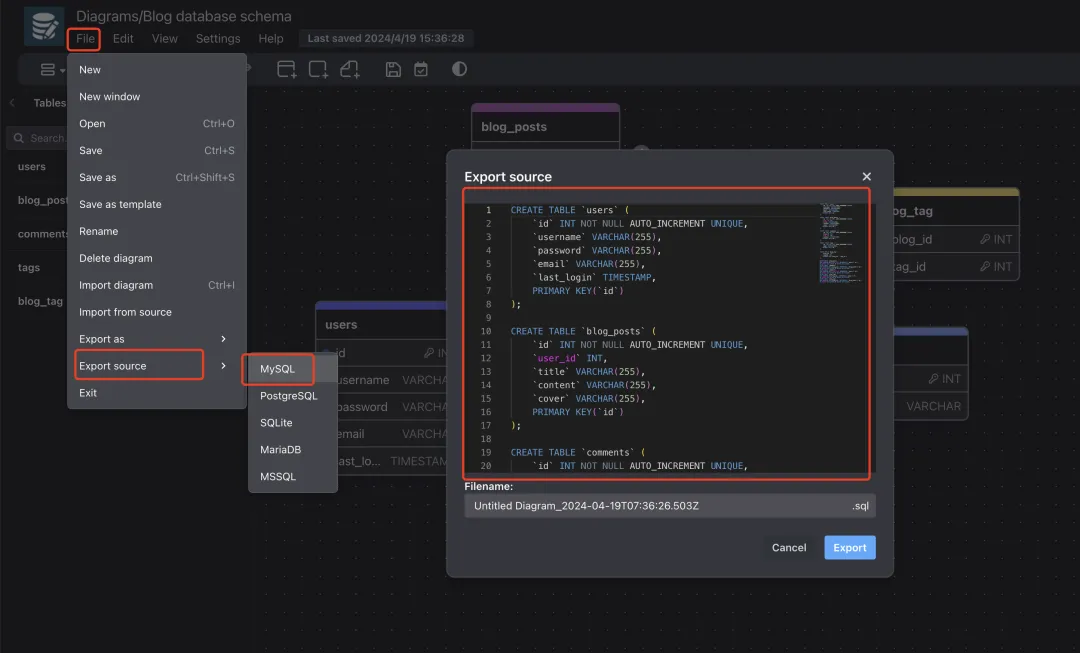 Diagrams/Blog database schema
File Edit View Settings Help Last saved 2024/4/19 15:36:28
Tables
Search
users
blog_post
comments
tags
blog_tag
New
New window
Open Ctrl+O
Save Ctrl+S
Save as Ctrl+Shift+S
Save as template
Rename
Delete diagram
Import diagram Ctrl+I
Import from source
Export as
Export source
Exit
MySQL
PostgreSQL
SQLite
MariaDB
MSSQL
blog_posts
users
id IN
username VARCHA
password VARCHA
email VARCHA
last_lo... TIMESTAM
og_tag
blog_id INT
tag_id INT
INT
VARCHAR
Export source
1 CREATE TABLE `users` (
2 `id` INT NOT NULL AUTO_INCREMENT UNIQUE,
3 `username` VARCHAR(255),
4 `password` VARCHAR(255),
5 `email` VARCHAR(255),
6 `last_login` TIMESTAMP,
7 PRIMARY KEY(`id`)
8 );
9
10 CREATE TABLE `blog_posts` (
11 `id` INT NOT NULL AUTO_INCREMENT UNIQUE,
12 `user_id` INT,
13 `title` VARCHAR(255),
14 `content` VARCHAR(255),
15 `cover` VARCHAR(255),
16 PRIMARY KEY(`id`)
17 );
18
19 CREATE TABLE `comments` (
20 `id` INT NOT NULL AUTO_INCREMENT UNIQUE,
Filename:
Untitled Diagram_2024-04-19T07:36:26.503Z .sql
Cancel Export